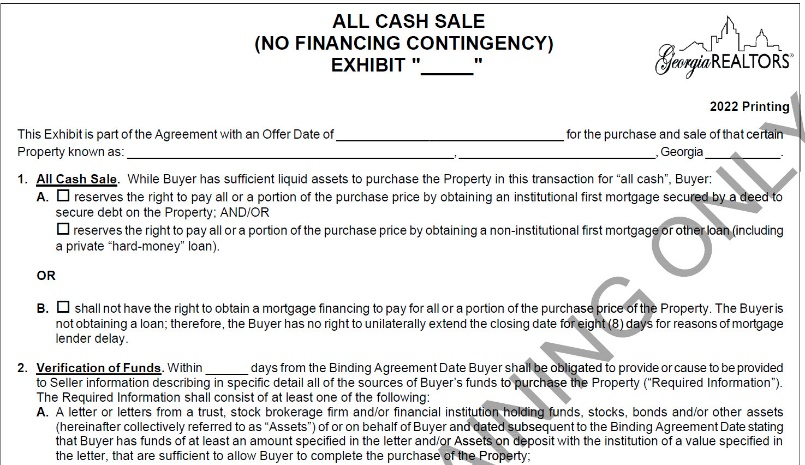 ALL CASH SALE
(NO FINANCING CONTINGENCY)
EXHIBIT "_____"
GeorgiaREALTORS®
2022 Printing
This Exhibit is part of the Agreement with an Offer Date of ______________________________ for the purchase and sale of that certain
Property known as: ___________________________________________, __________________________, Georgia __________.
1. All Cash Sale. While Buyer has sufficient liquid assets to purchase the Property in this transaction for “all cash”, Buyer:
A. ☐ reserves the right to pay all or a portion of the purchase price by obtaining an institutional first mortgage secured by a deed to
secure debt on the Property; AND/OR
☐ reserves the right to pay all or a portion of the purchase price by obtaining a non-institutional first mortgage or other loan (including
a private “hard-money” loan).
OR
B. ☐ shall not have the right to obtain a mortgage financing to pay for all or a portion of the purchase price of the Property. The Buyer is
not obtaining a loan; therefore, the Buyer has no right to unilaterally extend the closing date for eight (8) days for reasons of mortgage
lender delay.
2. Verification of Funds. Within ______ days from the Binding Agreement Date Buyer shall be obligated to provide or cause to be provided
to Seller information describing in specific detail all of the sources of Buyer’s funds to purchase the Property (“Required Information”).
The Required Information shall consist of at least one of the following:
A. A letter or letters from a trust, stock brokerage firm and/or financial institution holding funds, stocks, bonds and/or other assets
(hereinafter collectively referred to as “Assets”) of or on behalf of Buyer and dated subsequent to the Binding Agreement Date stating
that Buyer has funds of at least an amount specified in the letter and/or Assets on deposit with the institution of a value specified in
the letter, that are sufficient to allow Buyer to complete the purchase of the Property;
AINING ONLY